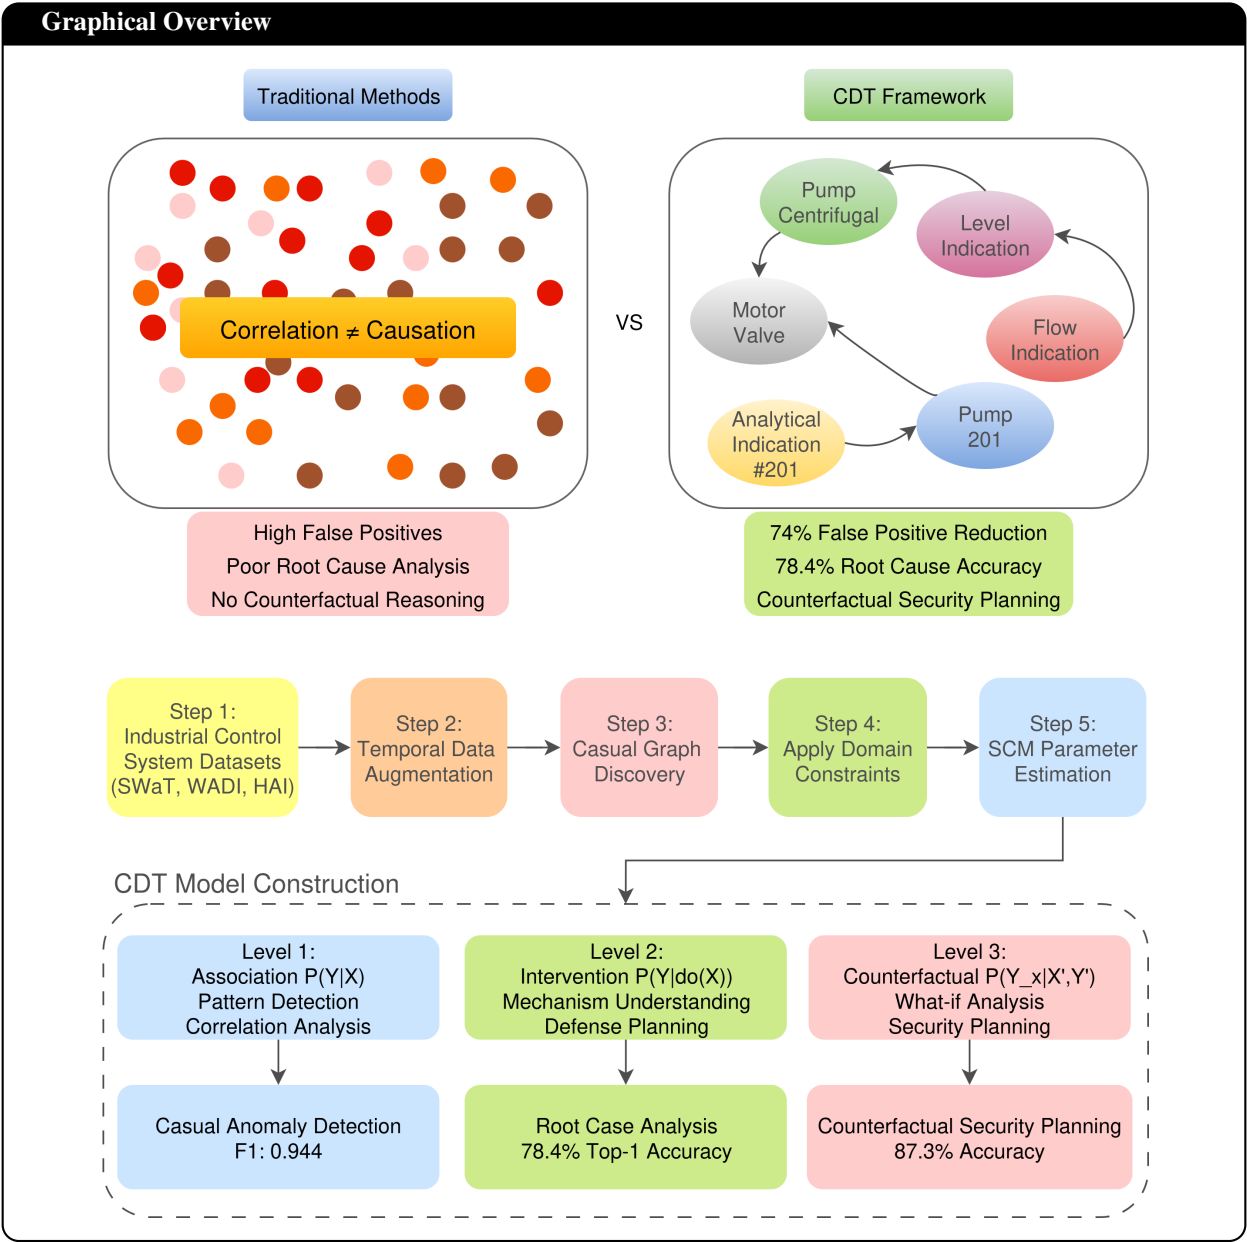 Graphical Overview
Traditional Methods
CDT Framework
Correlation ≠ Causation
VS
Pump
Centrifugal
Level
Indication
Motor
Valve
Flow
Indication
Analytical
Indication
#201
Pump
201
High False Positives
Poor Root Cause Analysis
No Counterfactual Reasoning
74% False Positive Reduction
78.4% Root Cause Accuracy
Counterfactual Security Planning
Step 1:
Industrial Control
System Datasets
(SWaT, WADI, HAI)
Step 2:
Temporal Data
Augmentation
Step 3:
Casual Graph
Discovery
Step 4:
Apply Domain
Constraints
Step 5:
SCM Parameter
Estimation
CDT Model Construction
Level 1:
Association P(Y|X)
Pattern Detection
Correlation Analysis
Level 2:
Intervention P(Y|do(X))
Mechanism Understanding
Defense Planning
Level 3:
Counterfactual P(Y_x|X',Y')
What-if Analysis
Security Planning
Casual Anomaly Detection
F1: 0.944
Root Case Analysis
78.4% Top-1 Accuracy
Counterfactual Security Planning
87.3% Accuracy